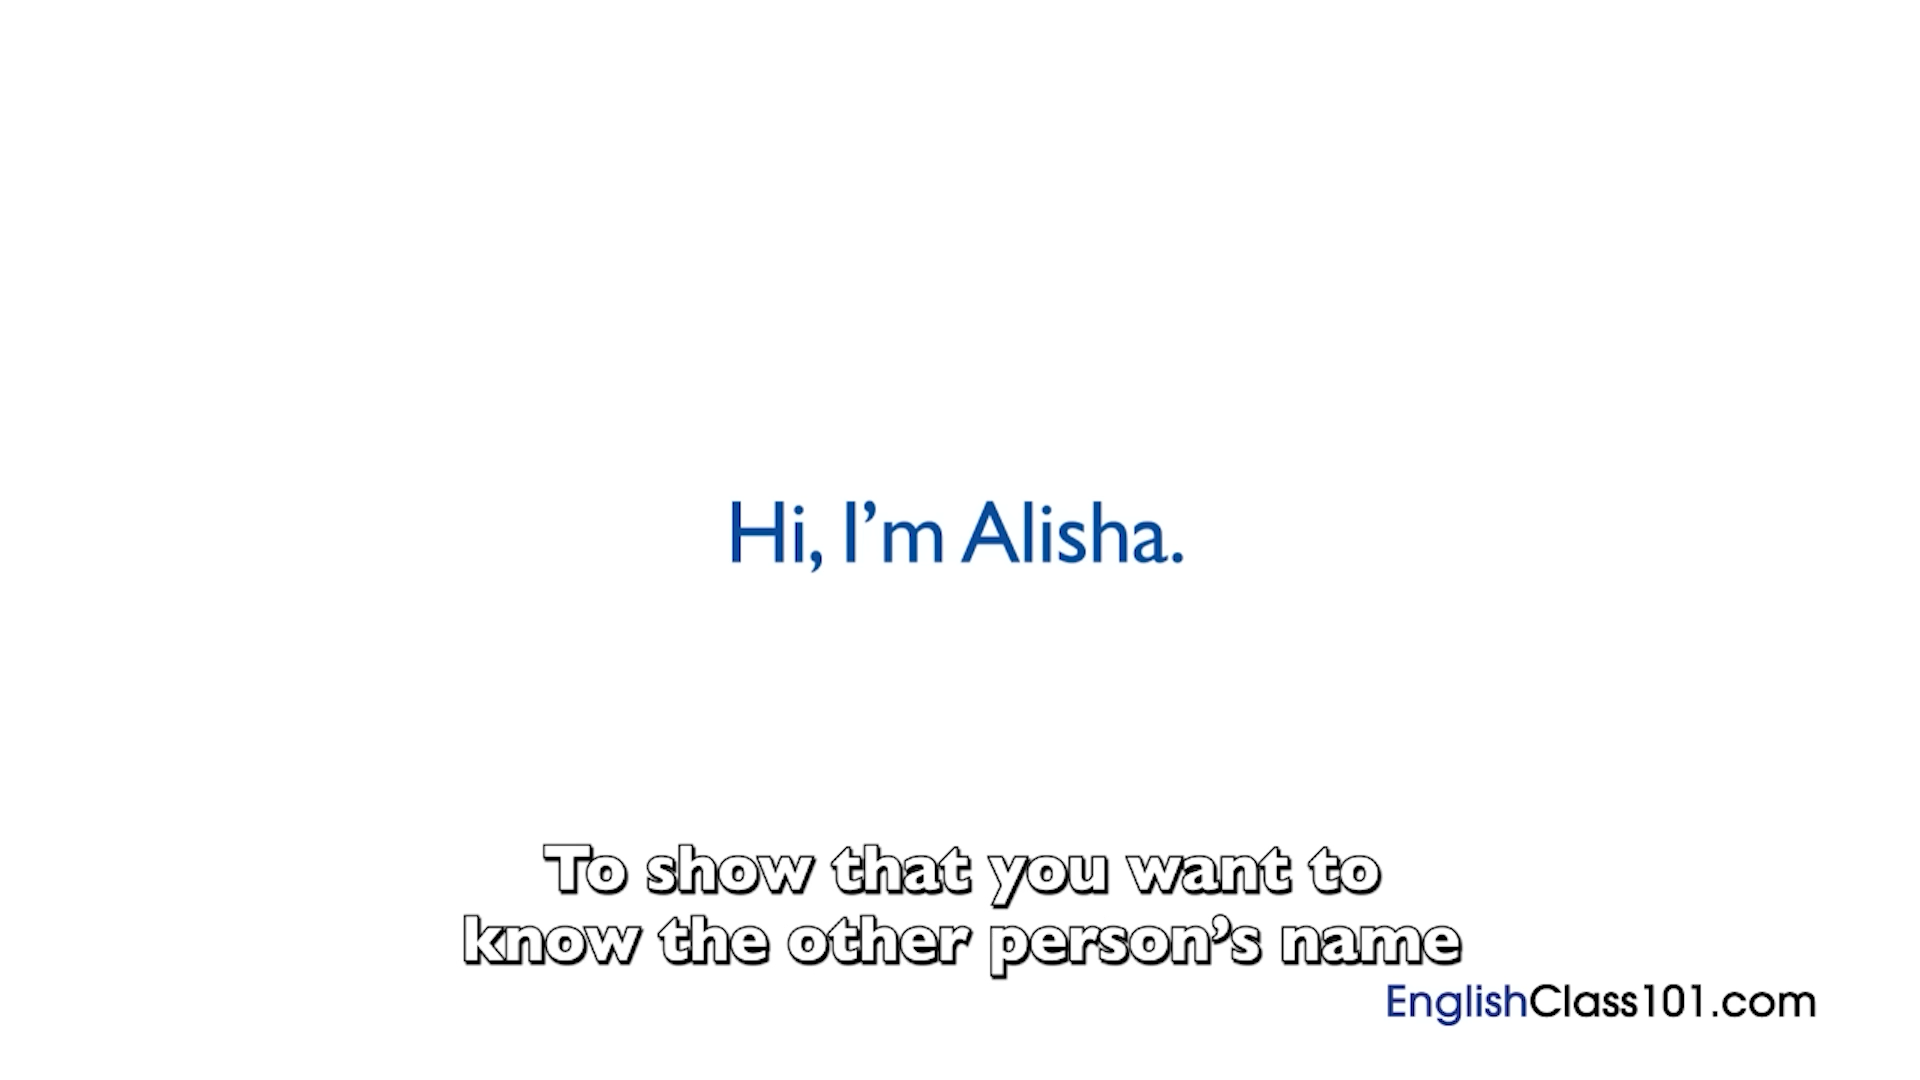 Hi, I’m Alisha.
To show that you want to
know the other person’s name
EnglishClass101.com